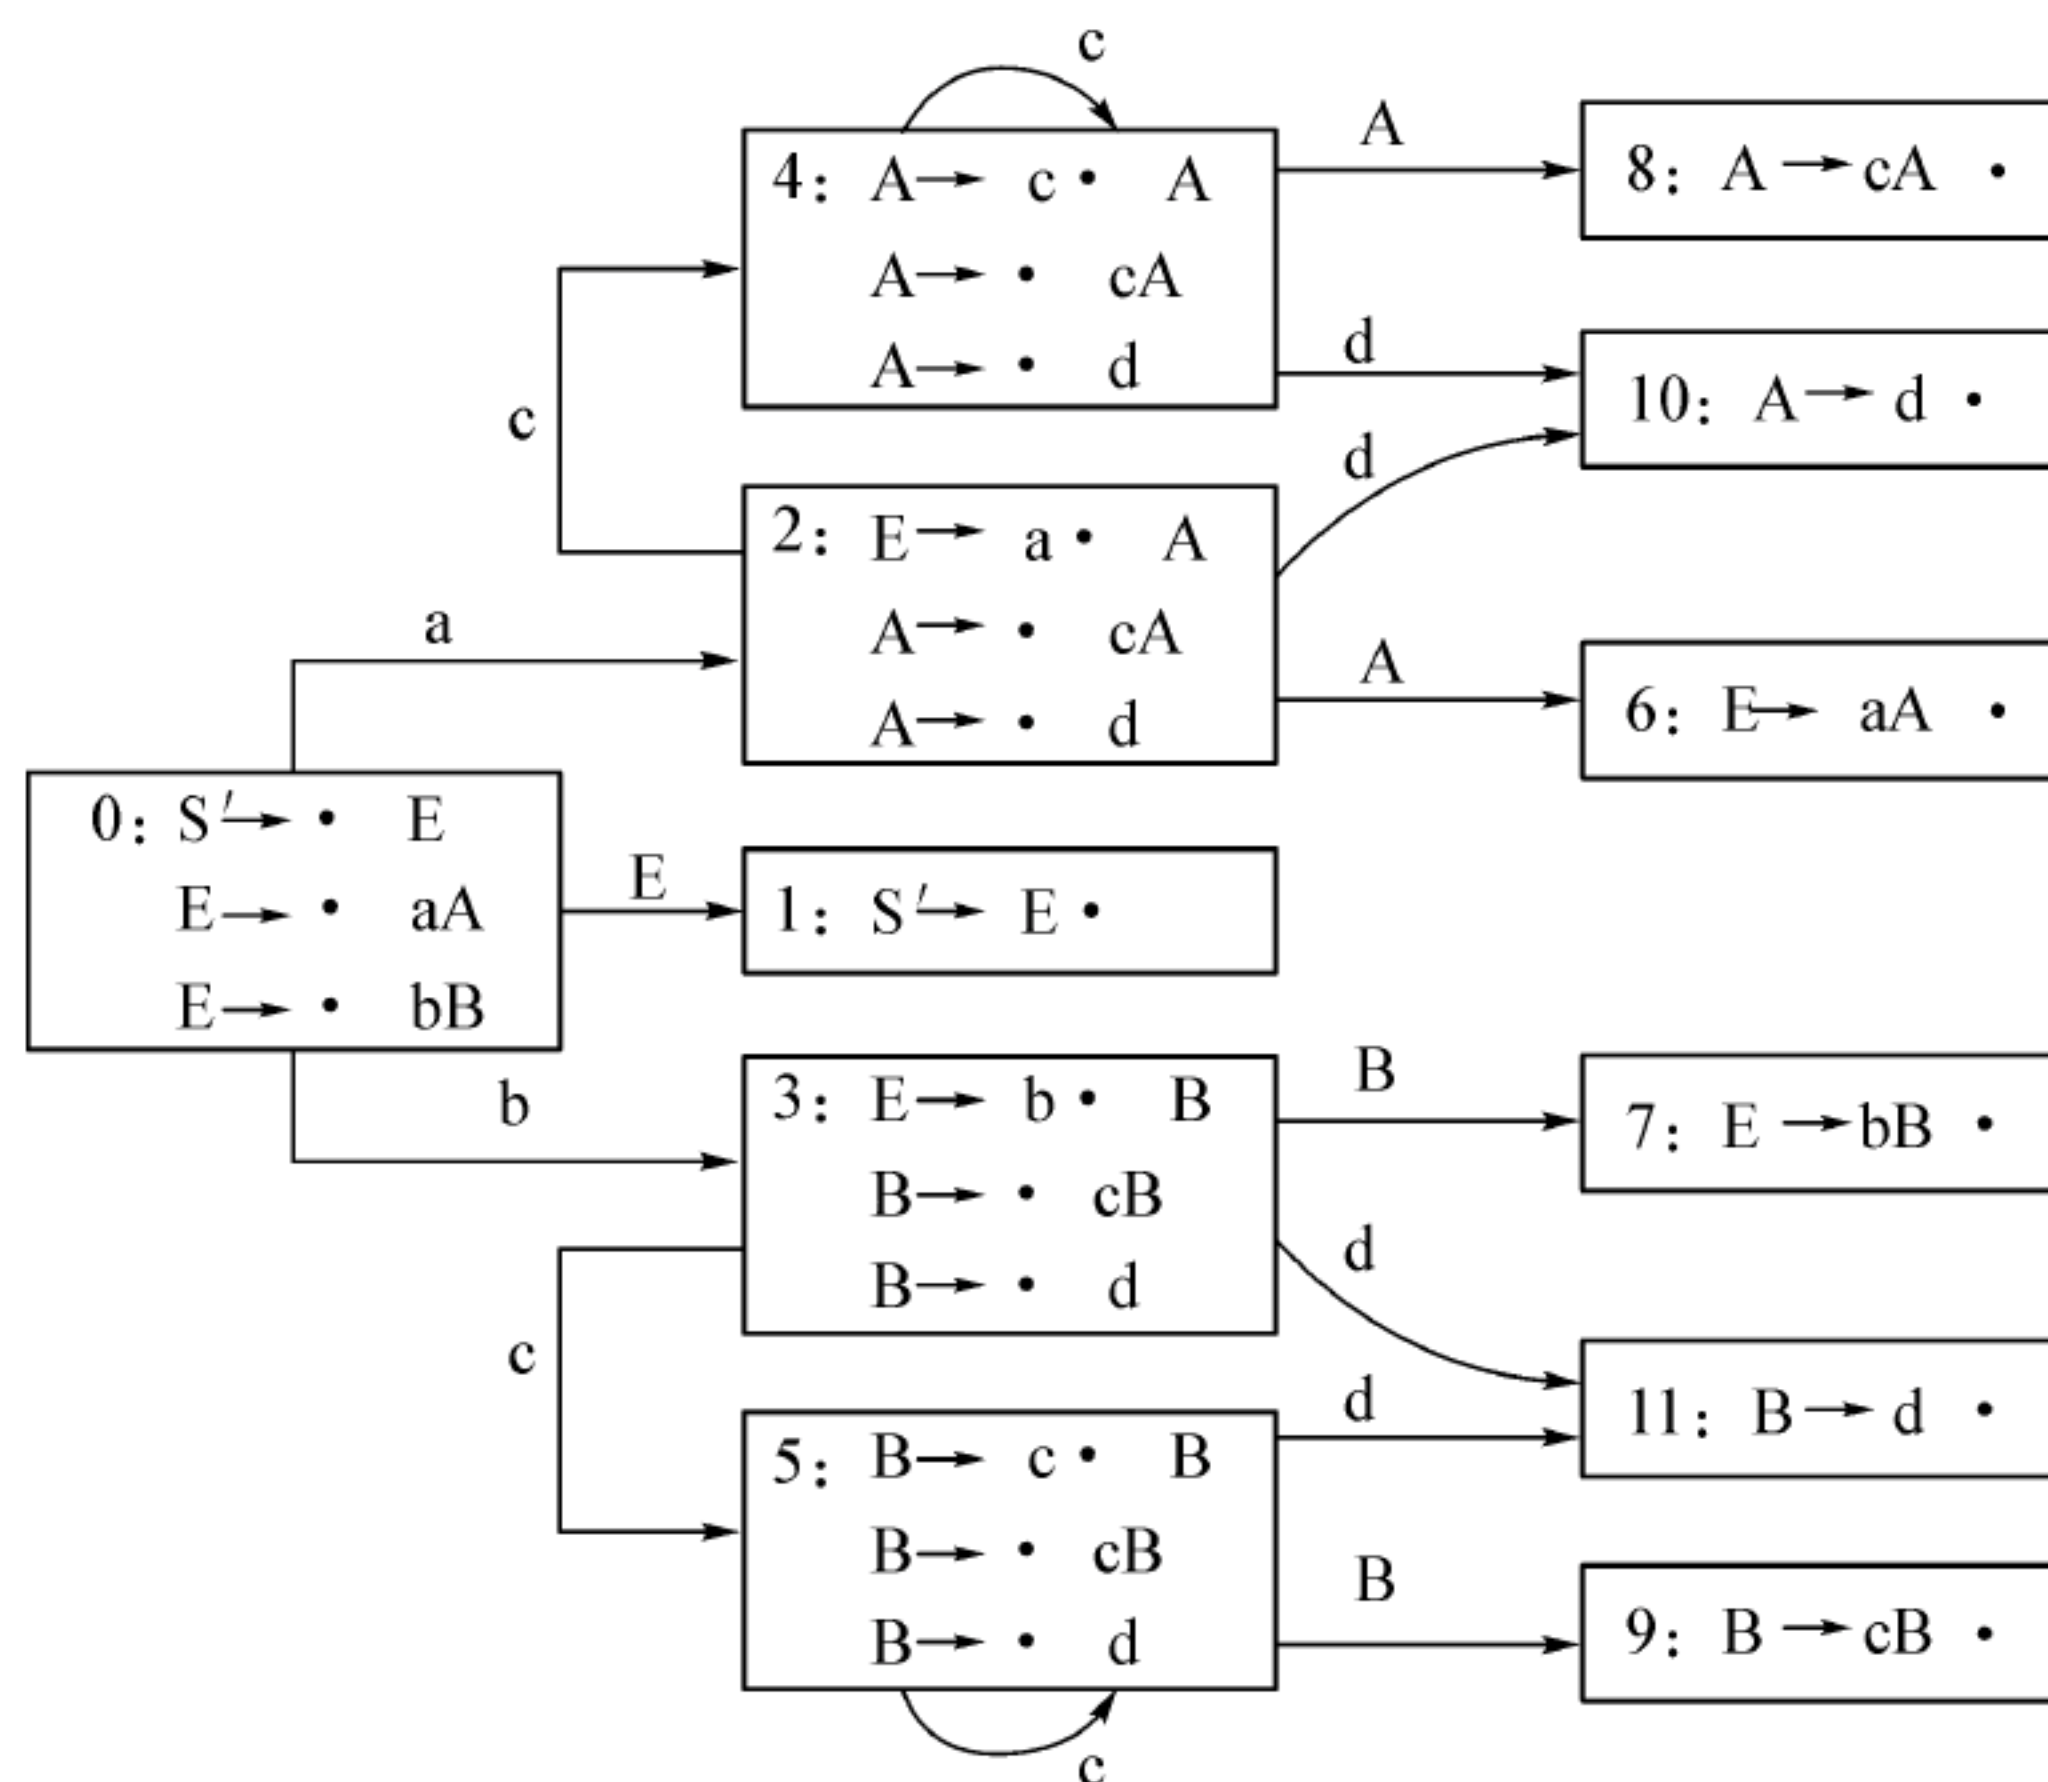 c
4: A→ c • A
A→ • cA
A→ • d
A
8: A→cA •
d
10: A→d •
c
d
2: E→ a • A
A→ • cA
A→ • d
A
6: E→ aA •
a
0: S′→ • E
E→ • aA
E→ • bB
E
1: S′→ E •
b
3: E→ b • B
B→ • cB
B→ • d
B
7: E→bB •
d
c
5: B→ c • B
B→ • cB
B→ • d
d
11: B→d •
B
9: B→cB •
c